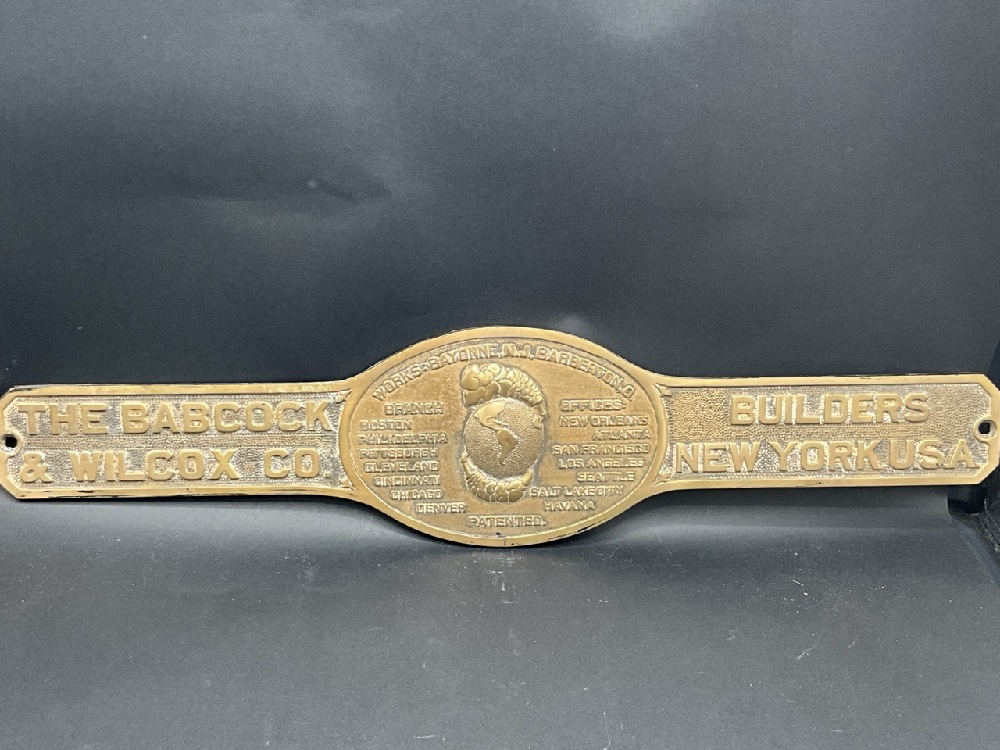 THE BABCOCK
& WILCOX CO.
WORKS-BAYONNE, N.J., BARBERTON, O.
BRANCH
BOSTON
PHILADELPHIA
PITTSBURGH
CLEVELAND
CINCINNATI
CHICAGO
DENVER
OFFICES-
NEW ORLEANS
ATLANTA
SAN FRANCISCO
LOS ANGELES
SEATTLE
SALT LAKE CITY
HAVANA
PATENTED.
BUILDERS
NEW YORK U.S.A.